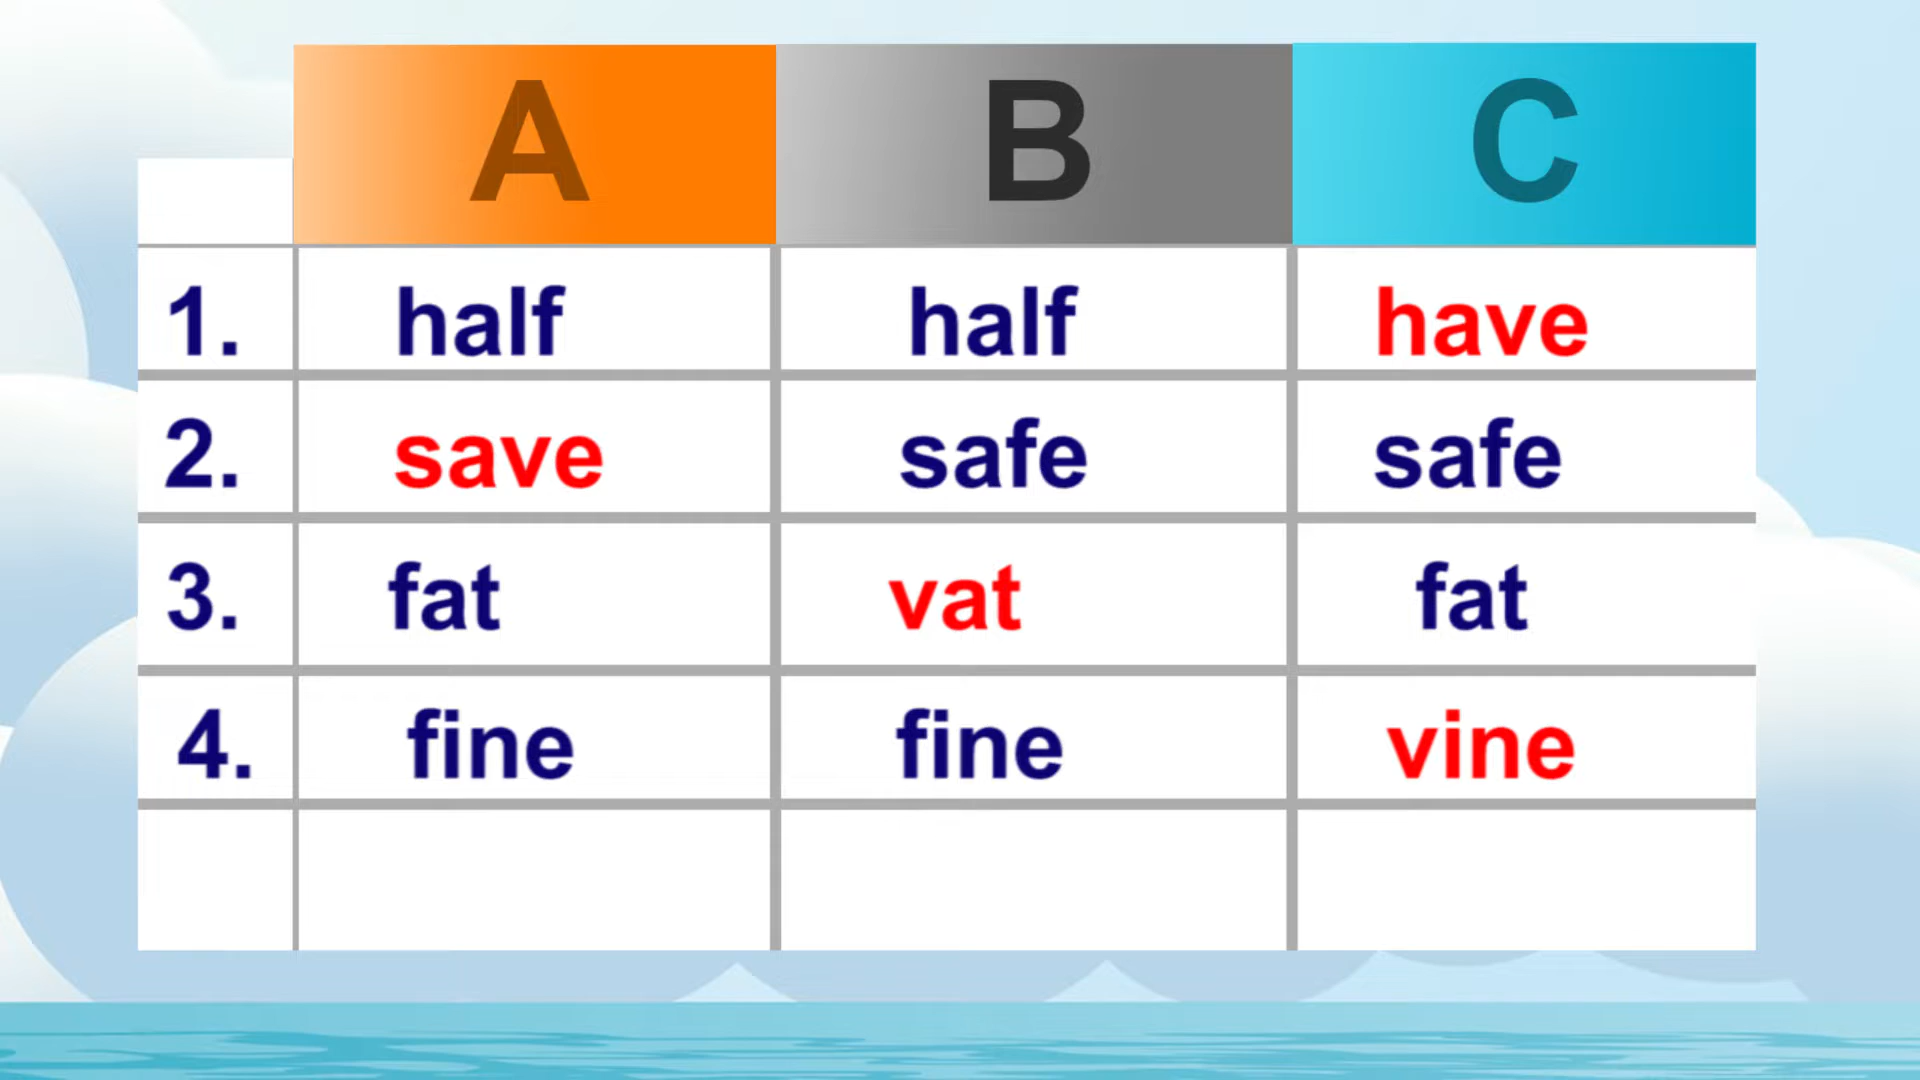 A B C
1. half half have
2. save safe safe
3. fat vat fat
4. fine fine vine